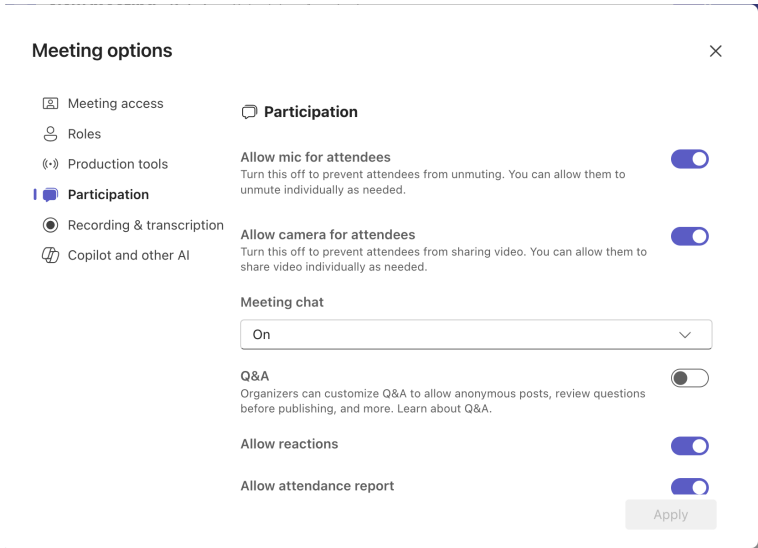 Meeting options
Meeting access
Roles
Production tools
Participation
Recording & transcription
Copilot and other AI
Participation
Allow mic for attendees
Turn this off to prevent attendees from unmuting. You can allow them to
unmute individually as needed.
Allow camera for attendees
Turn this off to prevent attendees from sharing video. You can allow them to
share video individually as needed.
Meeting chat
On
Q&A
Organizers can customize Q&A to allow anonymous posts, review questions
before publishing, and more. Learn about Q&A.
Allow reactions
Allow attendance report
Apply